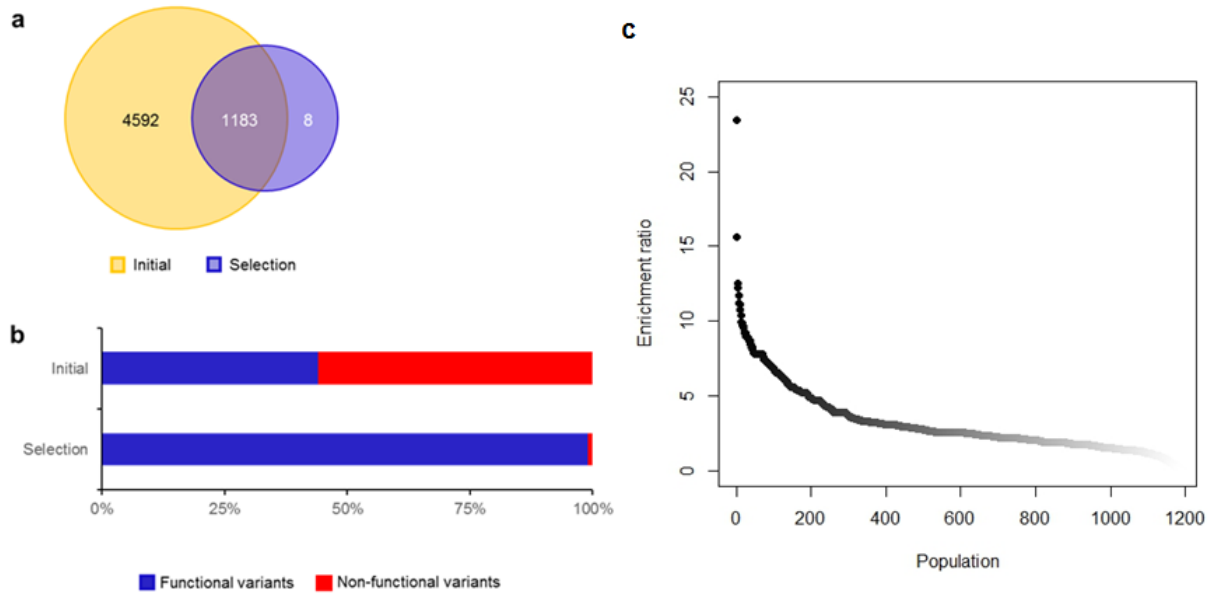 a
4592
1183
8
Initial
Selection
b
Initial
Selection
0%
25%
50%
75%
100%
Functional variants
Non-functional variants
c
Enrichment ratio
25
20
15
10
5
0
0
200
400
600
800
1000
1200
Population